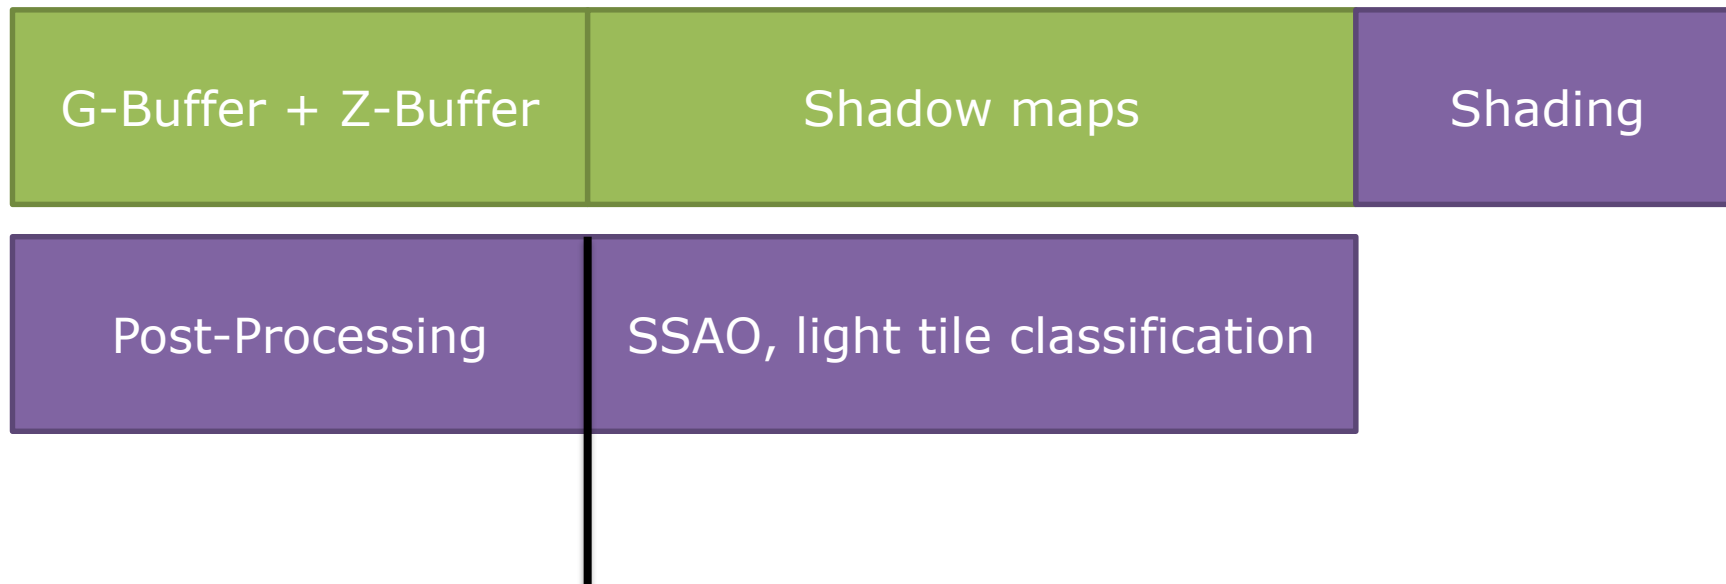 G-Buffer + Z-Buffer
Shadow maps
Shading
Post-Processing
SSAO, light tile classification